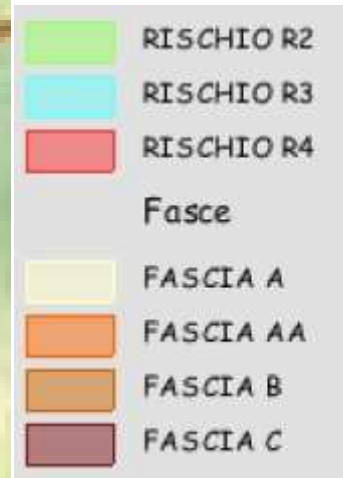 RISCHIO R2
RISCHIO R3
RISCHIO R4
Fasce
FASCIA A
FASCIA AA
FASCIA B
FASCIA C